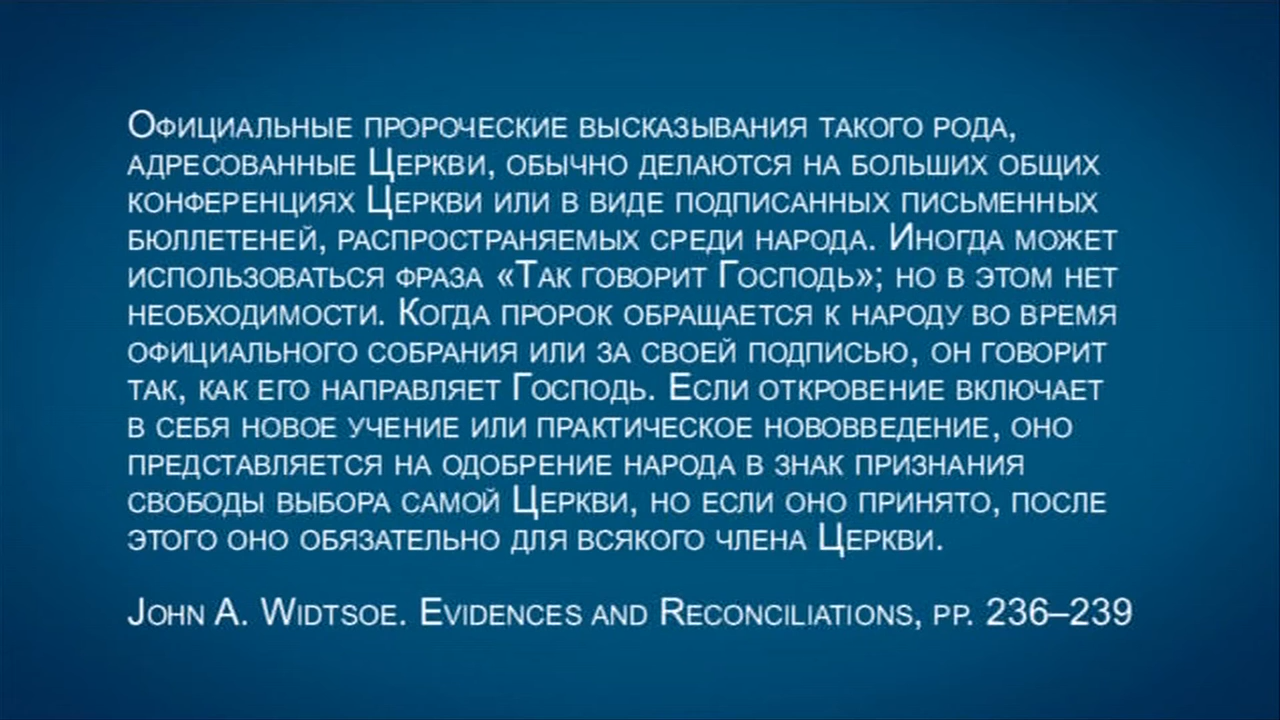 Официальные пророческие высказывания такого рода,
адресованные Церкви, обычно делаются на больших общих
конференциях Церкви или в виде подписанных письменных
бюллетеней, распространяемых среди народа. Иногда может
использоваться фраза «Так говорит Господь»; но в этом нет
необходимости. Когда пророк обращается к народу во время
официального собрания или за своей подписью, он говорит
так, как его направляет Господь. Если откровение включает
в себя новое учение или практическое нововведение, оно
представляется на одобрение народа в знак признания
свободы выбора самой Церкви, но если оно принято, после
этого оно обязательно для всякого члена Церкви.
John A. Widtsoe. Evidences and Reconciliations, pp. 236–239